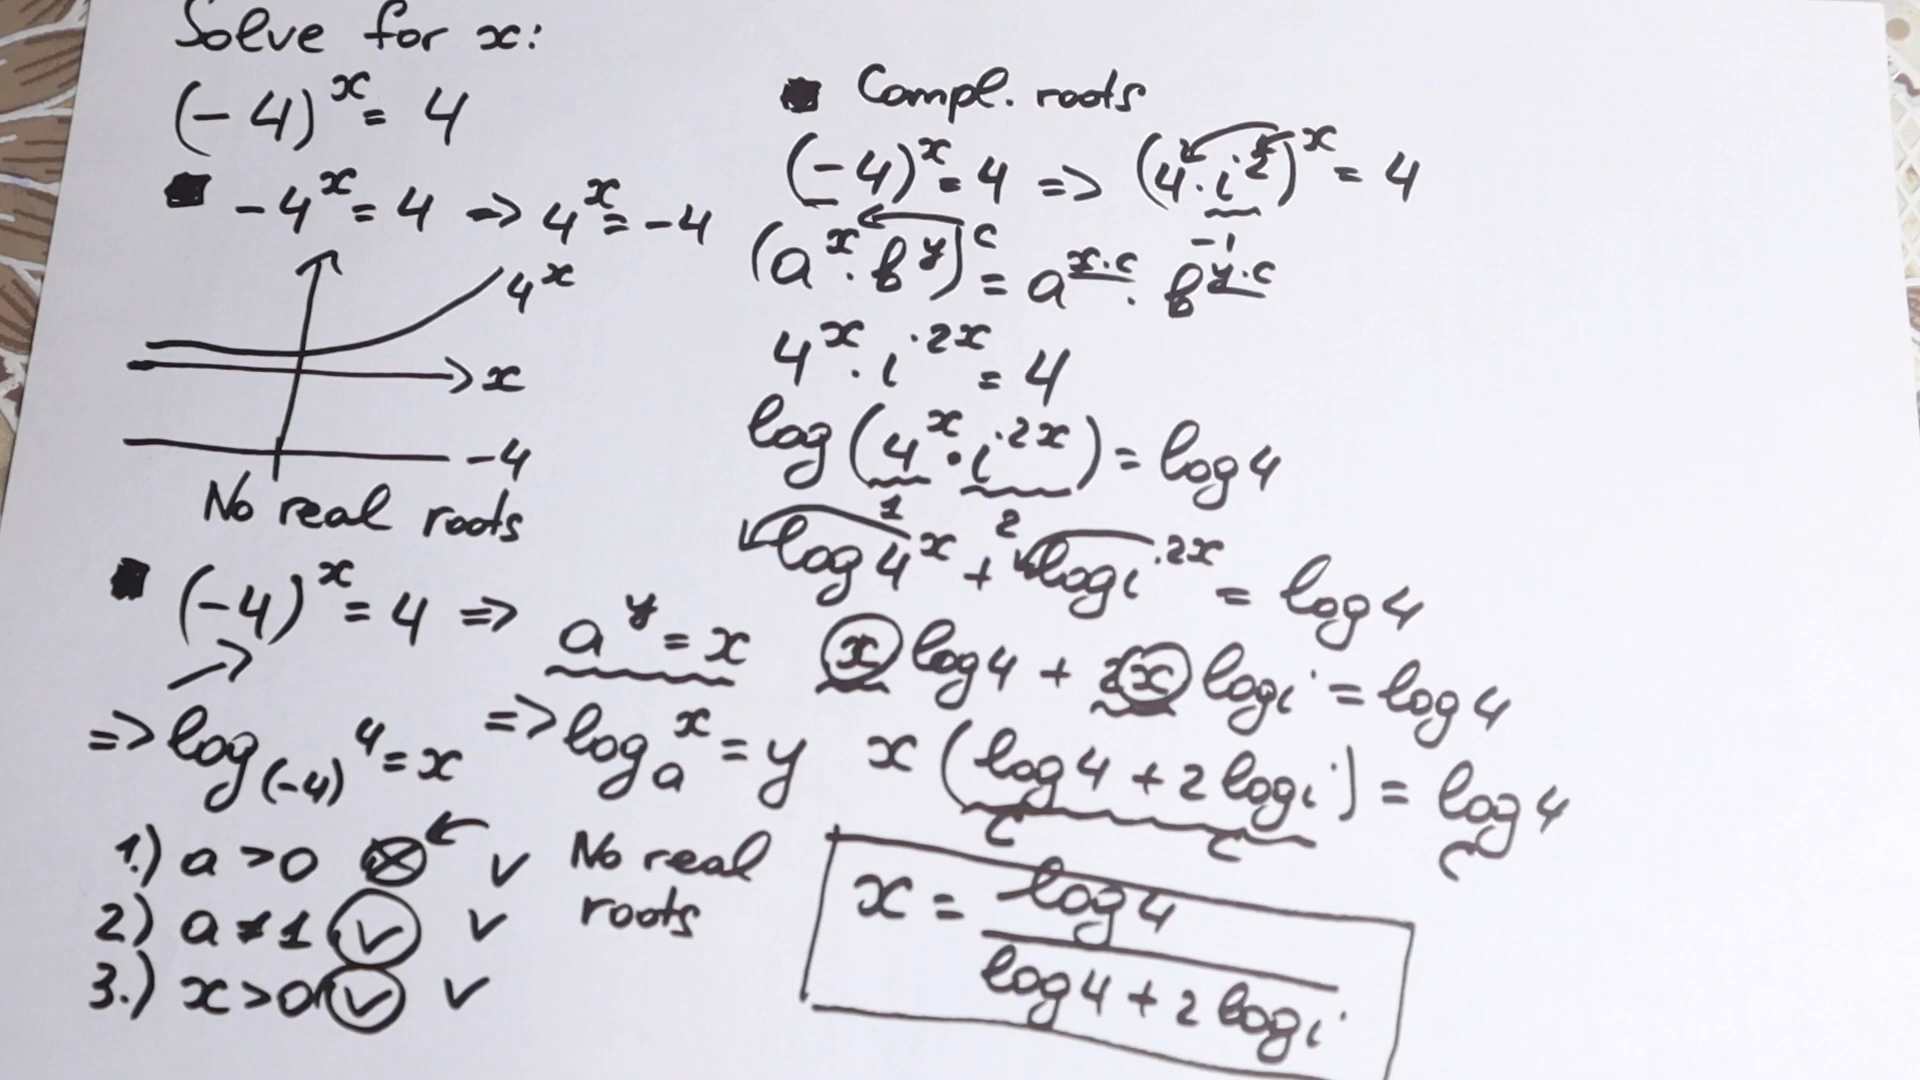 Solve for x:
(-4)^x = 4
■ -4^x = 4 => 4^x = -4
4^x
x
-4
No real roots
■ (-4)^x = 4 => a^y = x
=> log_(-4) 4 = x => log_a x = y
1.) a > 0 ⊗ ← v No real
2) a ≠ 1 v v roots
3.) x > 0 v v
■ Compl. roots
(-4)^x = 4 => (4 · i^2)^x = 4
-1
(a^x · b^y)^c = a^(x·c) · b^(y·c)
4^x · i^(2x) = 4
log (4^x · i^(2x)) = log 4
1 2
log 4^x + log i^(2x) = log 4
x log 4 + 2x log i = log 4
x (log 4 + 2 log i) = log 4
c c c
x = log 4 / (log 4 + 2 log i)